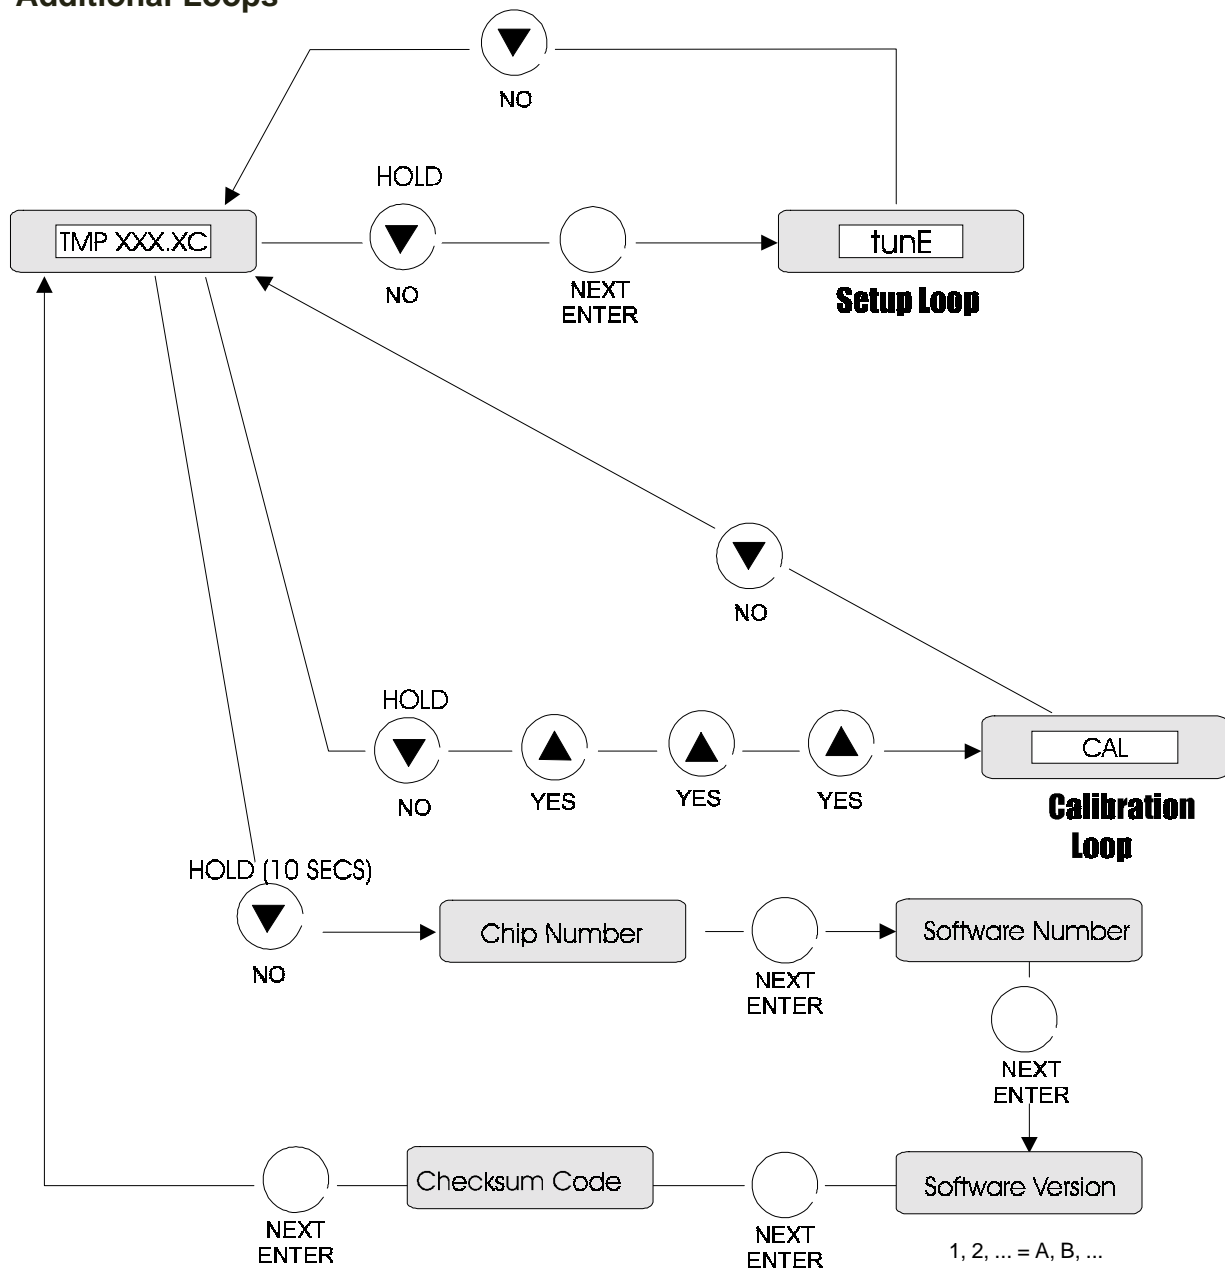 Additional Loops
NO
HOLD
TMP XXX.XC
NO
NEXT
ENTER
tunE
Setup Loop
NO
HOLD
NO
YES
YES
YES
CAL
Calibration
Loop
HOLD (10 SECS)
NO
Chip Number
NEXT
ENTER
Software Number
NEXT
ENTER
Software Version
1, 2, ... = A, B, ...
NEXT
ENTER
Checksum Code
NEXT
ENTER